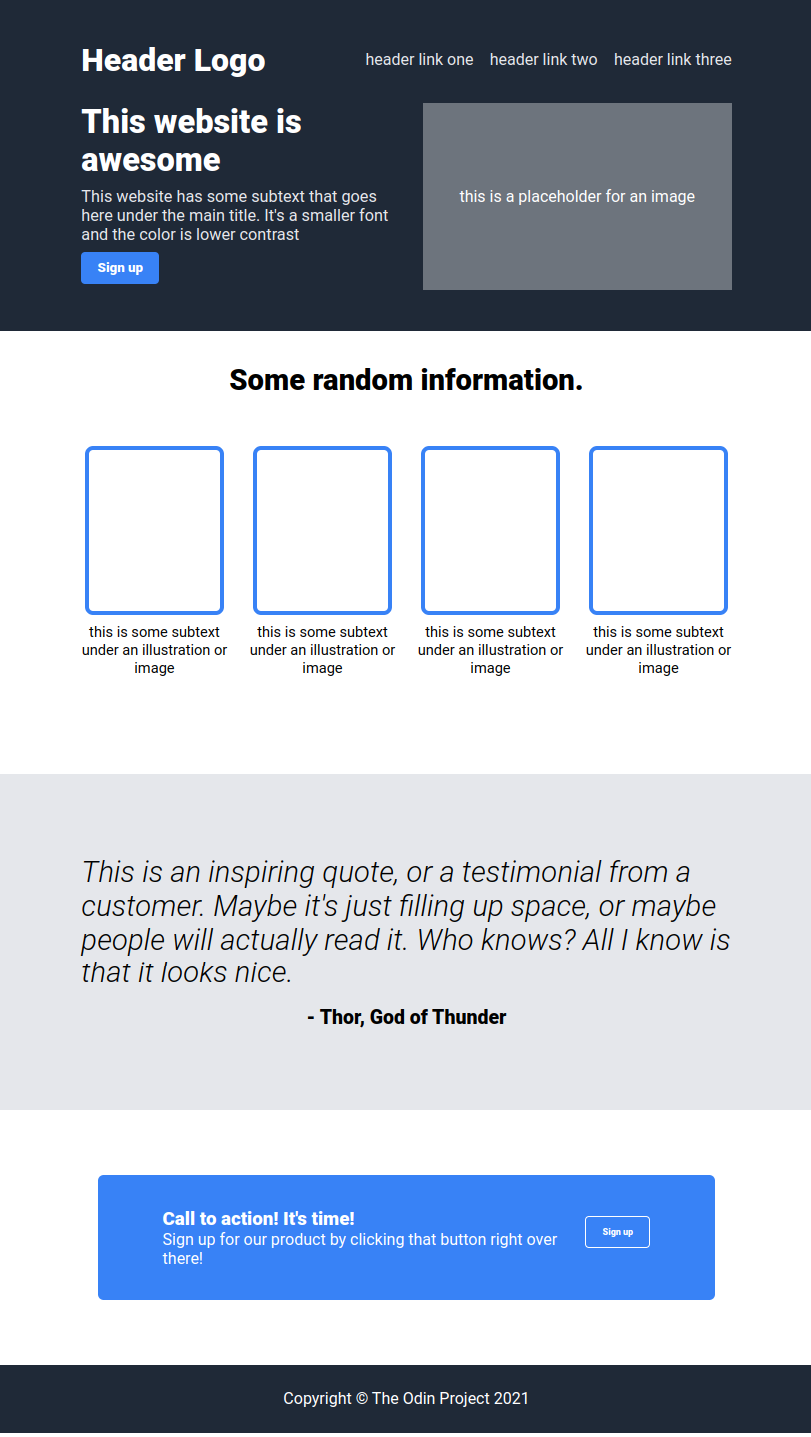 Header Logo
header link one header link two header link three
This website is
awesome
This website has some subtext that goes
here under the main title. It's a smaller font
and the color is lower contrast
Sign up
this is a placeholder for an image
Some random information.
this is some subtext
under an illustration or
image
this is some subtext
under an illustration or
image
this is some subtext
under an illustration or
image
this is some subtext
under an illustration or
image
This is an inspiring quote, or a testimonial from a
customer. Maybe it's just filling up space, or maybe
people will actually read it. Who knows? All I know is
that it looks nice.
- Thor, God of Thunder
Call to action! It's time!
Sign up for our product by clicking that button right over
there!
Sign up
Copyright © The Odin Project 2021